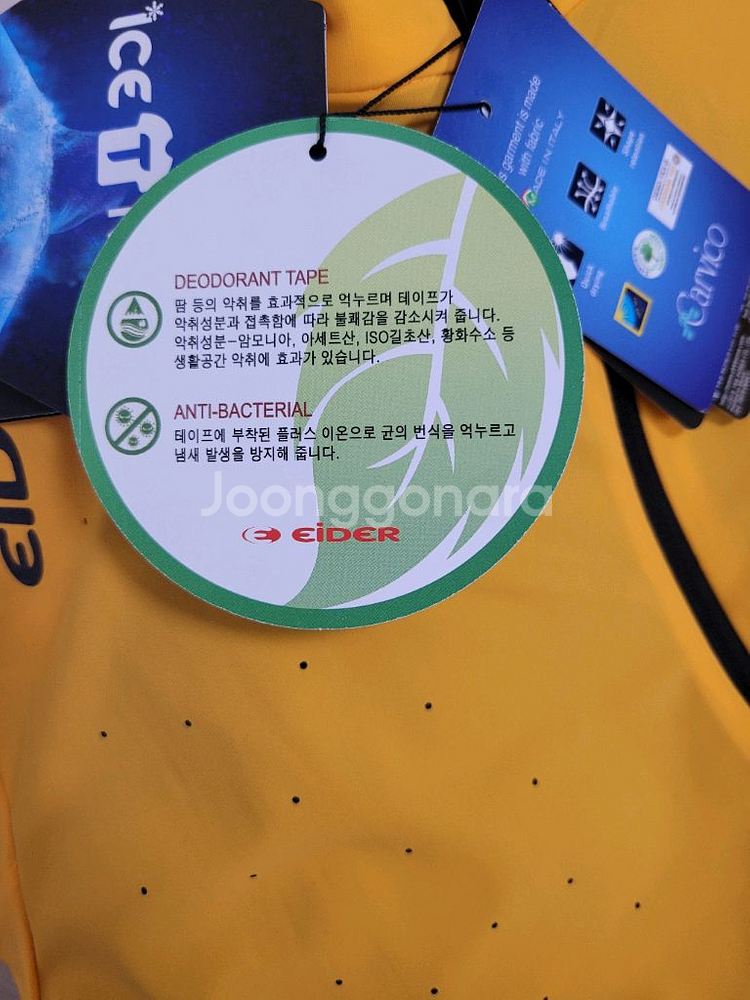 ICE T
DEODORANT TAPE
땀 등의 악취를 효과적으로 억누르며 테이프가
악취성분과 접촉함에 따라 불쾌감을 감소시켜 줍니다.
악취성분-암모니아, 아세트산, ISO길초산, 황화수소 등
생활공간 악취에 효과가 있습니다.
ANTI-BACTERIAL
테이프에 부착된 플러스 이온으로 균의 번식을 억누르고
냄새 발생을 방지해 줍니다.
EiDER
garment is made
with fabric
MADE IN ITALY
Quick
drying
Carvico
EiD
Joonggonara